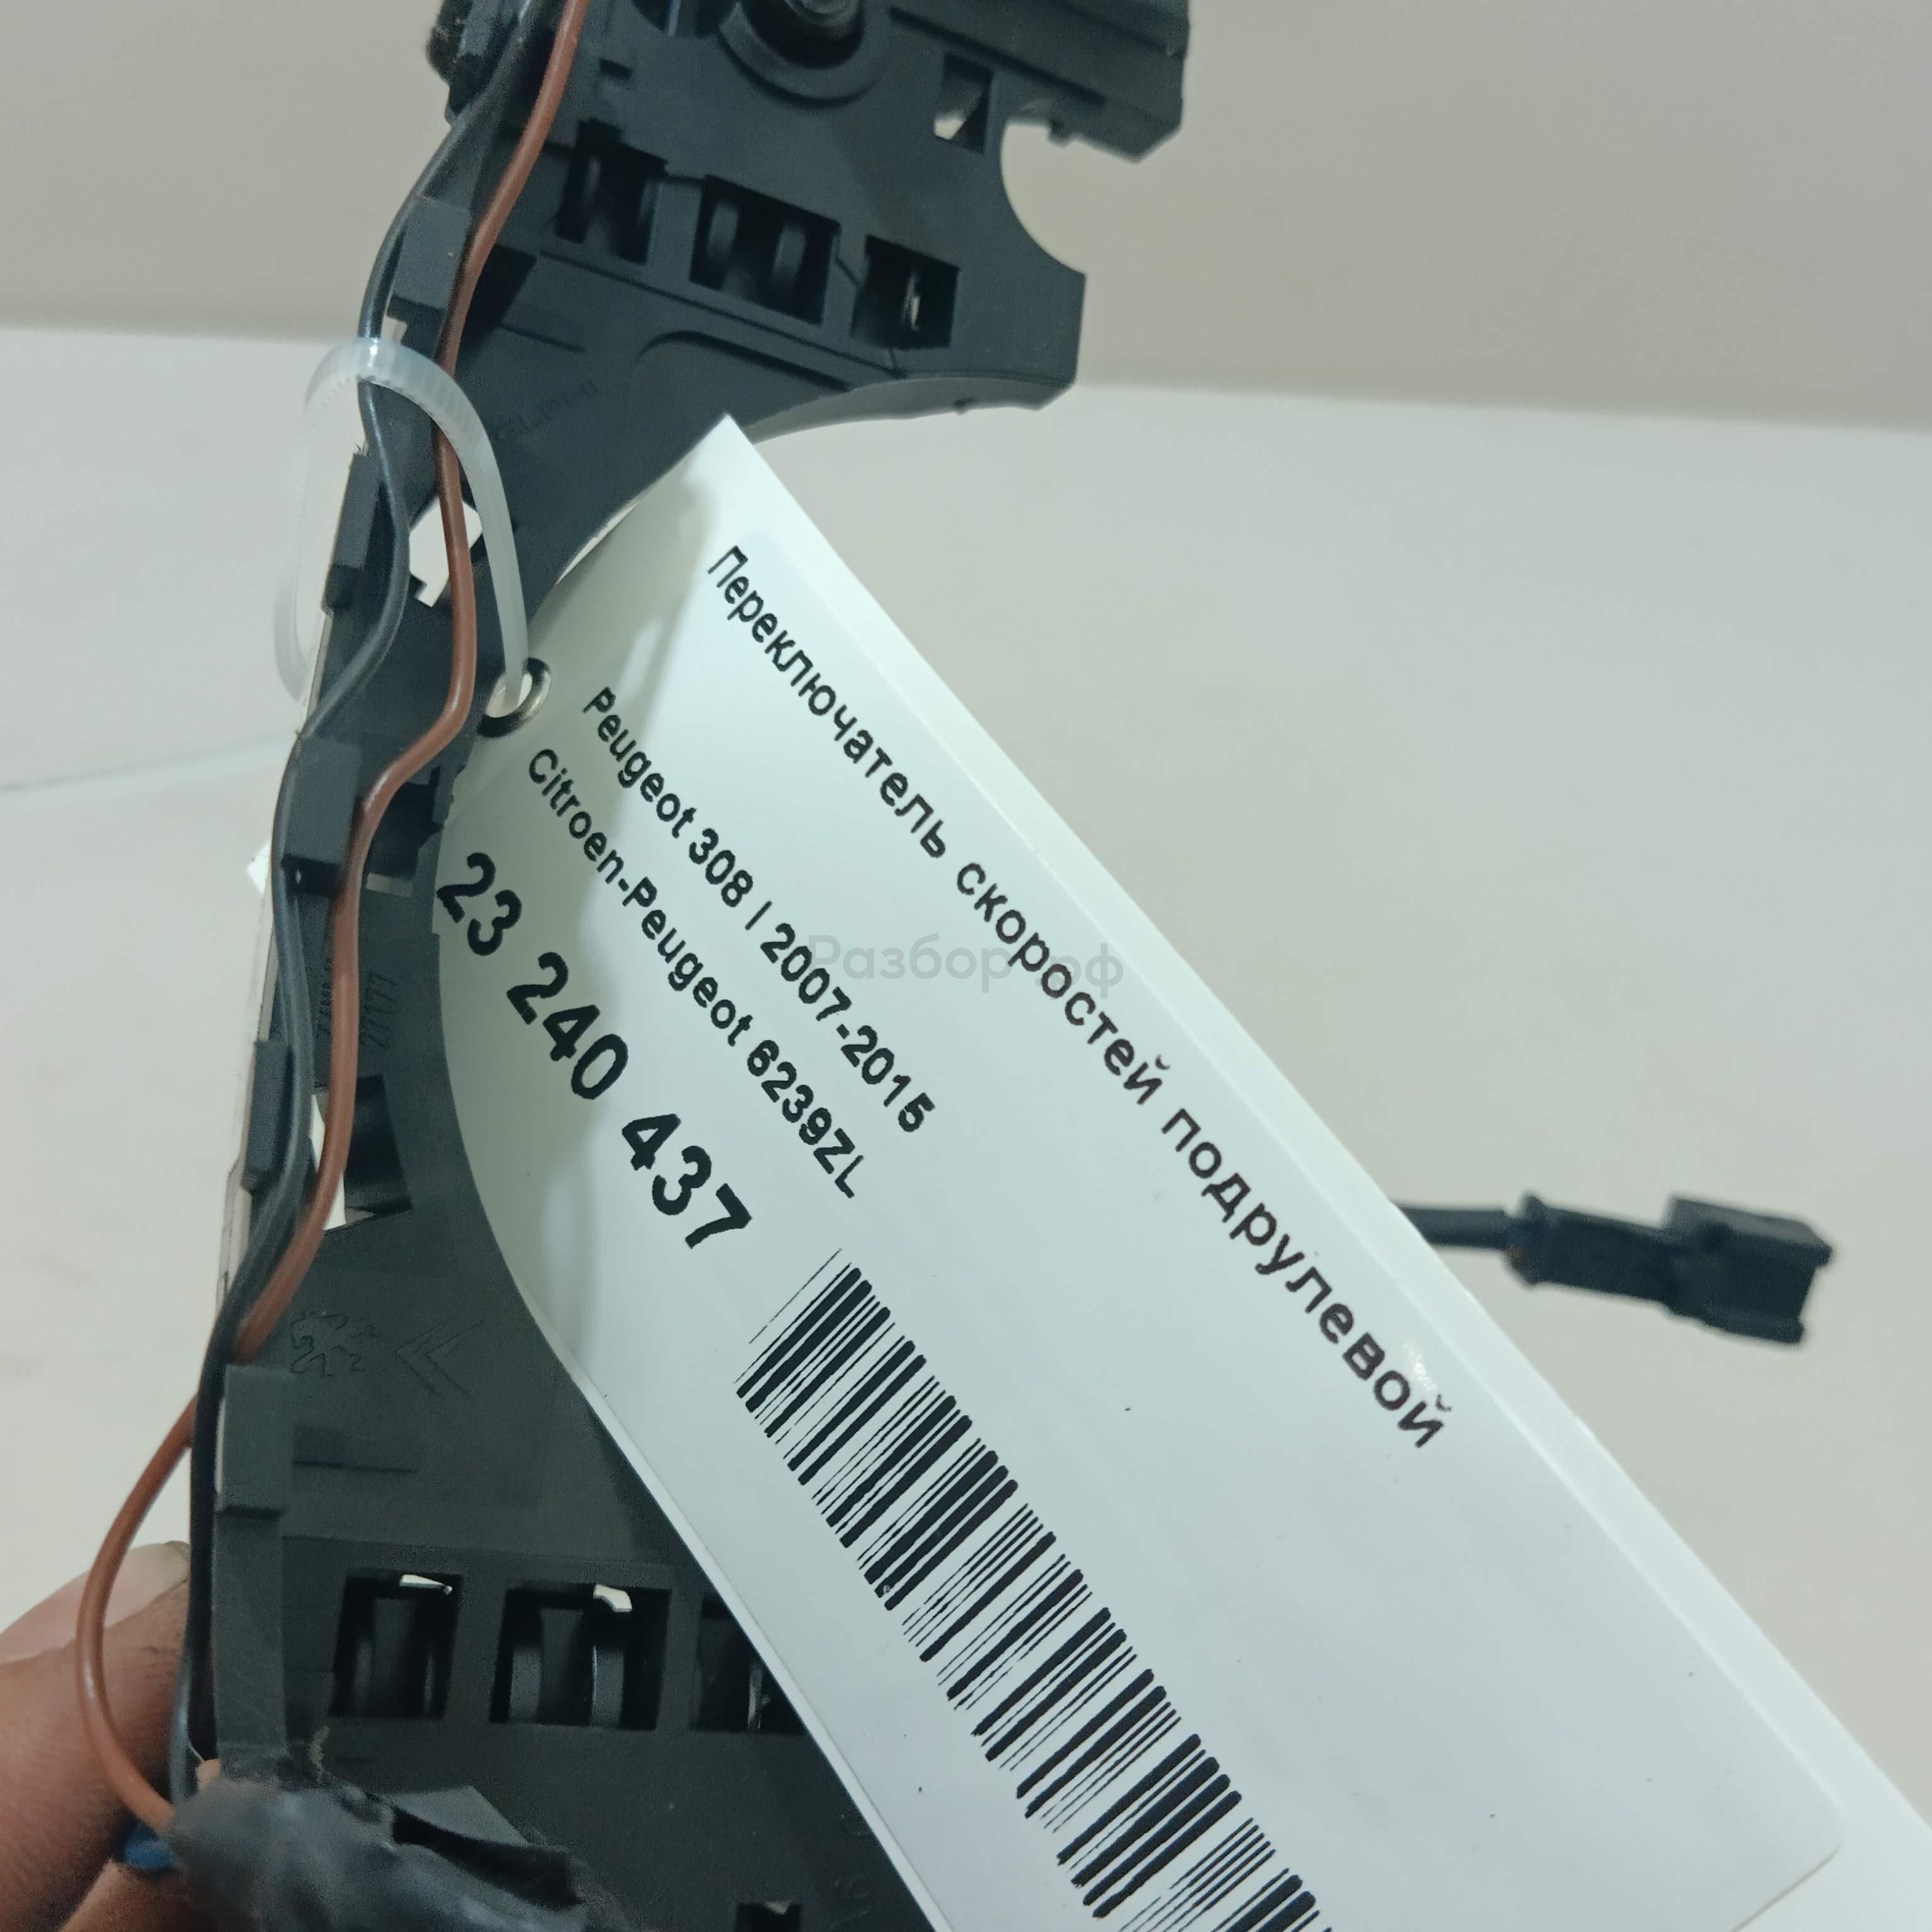 Переключатель скоростей подрулевой
Peugeot 308 I 2007-2015
Citroen-Peugeot 6239ZL
23 240 437
Разбор.рф